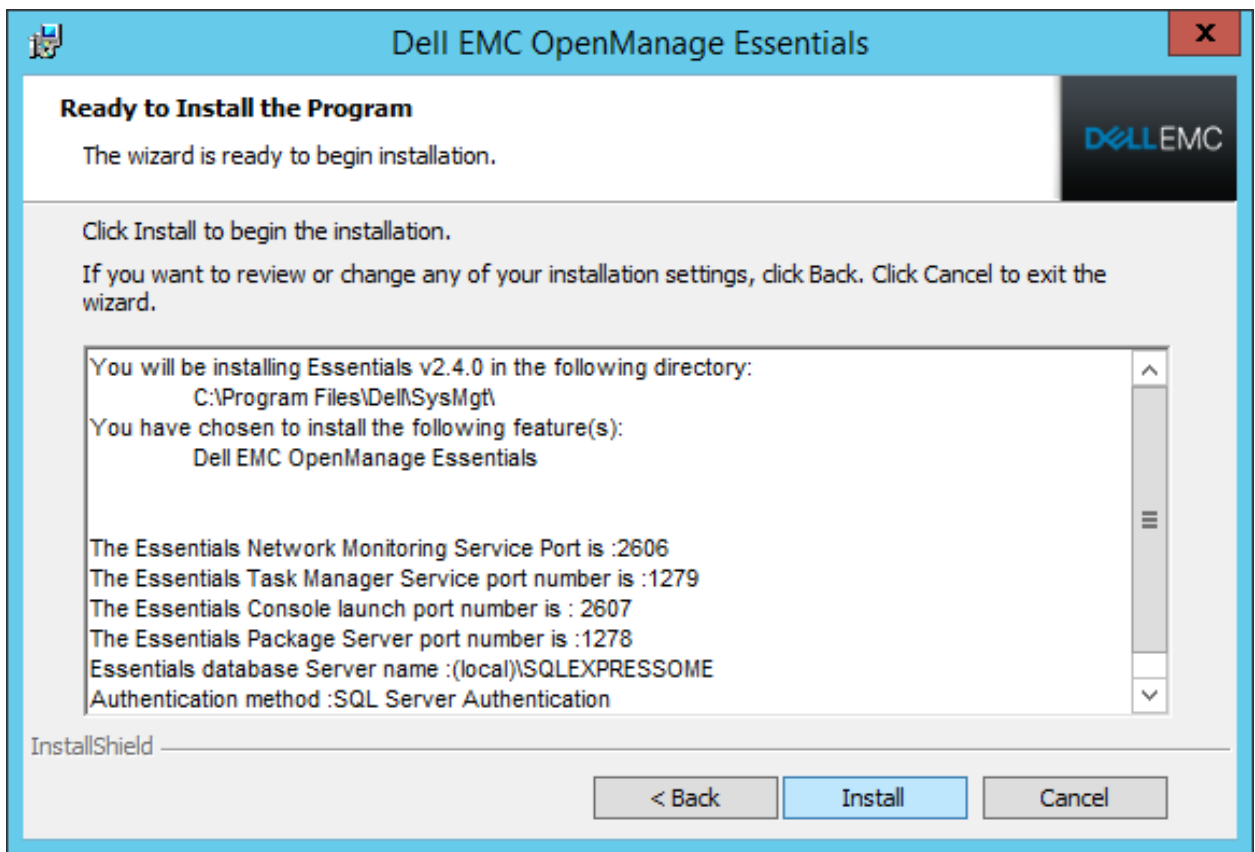 Dell EMC OpenManage Essentials
x
Ready to Install the Program
The wizard is ready to begin installation.
DELLEMC
Click Install to begin the installation.
If you want to review or change any of your installation settings, click Back. Click Cancel to exit the
wizard.
You will be installing Essentials v2.4.0 in the following directory:
C:\Program Files\Dell\SysMgt\
You have chosen to install the following feature(s):
Dell EMC OpenManage Essentials
The Essentials Network Monitoring Service Port is :2606
The Essentials Task Manager Service port number is :1279
The Essentials Console launch port number is : 2607
The Essentials Package Server port number is :1278
Essentials database Server name :(local)\SQLEXPRESSOME
Authentication method :SQL Server Authentication
InstallShield
< Back
Install
Cancel